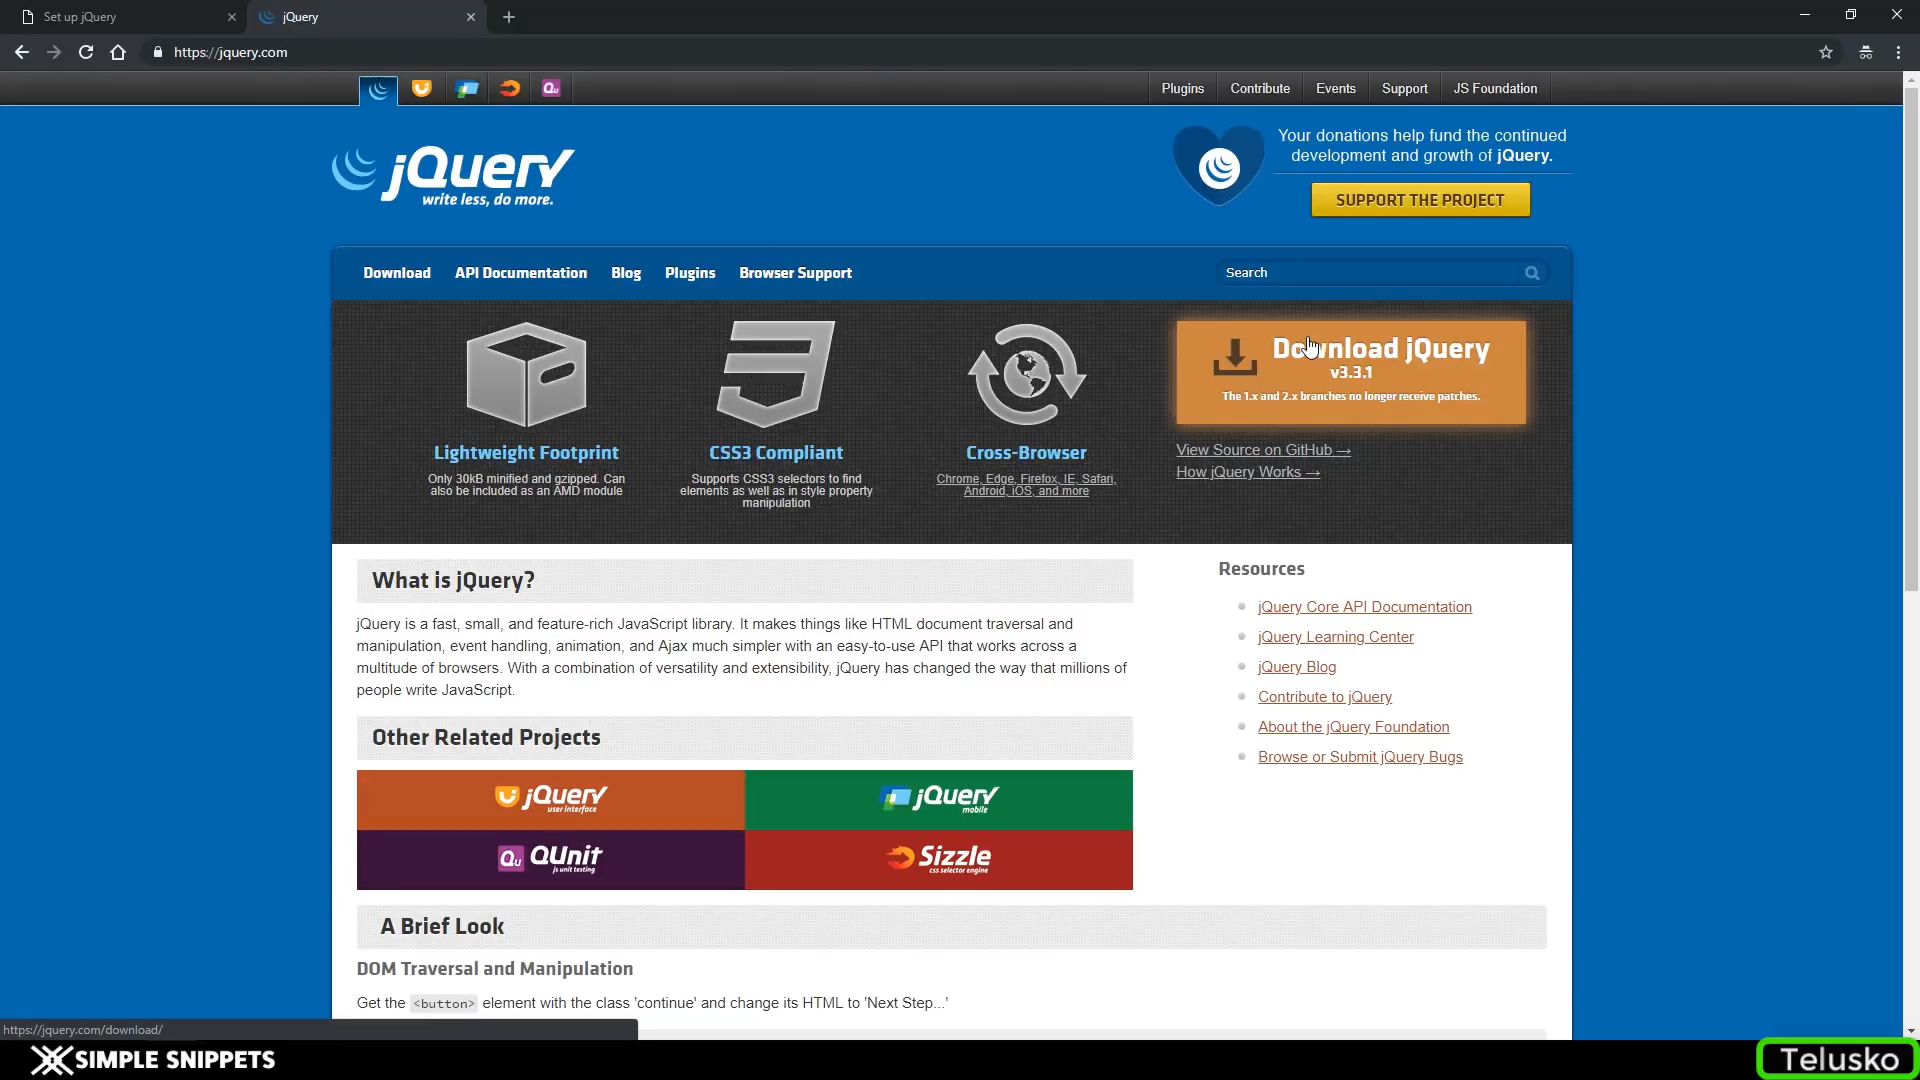 Set up jQuery
jQuery
https://jquery.com
Qu
Plugins
Contribute
Events
Support
JS Foundation
jQuery
write less, do more.
Your donations help fund the continued
development and growth of jQuery.
SUPPORT THE PROJECT
Download
API Documentation
Blog
Plugins
Browser Support
Search
Download jQuery
v3.3.1
The 1.x and 2.x branches no longer receive patches.
Lightweight Footprint
Only 30kB minified and gzipped. Can
also be included as an AMD module
CSS3 Compliant
Supports CSS3 selectors to find
elements as well as in style property
manipulation
Cross-Browser
Chrome, Edge, Firefox, IE, Safari,
Android, iOS, and more
View Source on GitHub →
How jQuery Works →
What is jQuery?
jQuery is a fast, small, and feature-rich JavaScript library. It makes things like HTML document traversal and
manipulation, event handling, animation, and Ajax much simpler with an easy-to-use API that works across a
multitude of browsers. With a combination of versatility and extensibility, jQuery has changed the way that millions of
people write JavaScript.
Resources
jQuery Core API Documentation
jQuery Learning Center
jQuery Blog
Contribute to jQuery
About the jQuery Foundation
Browse or Submit jQuery Bugs
Other Related Projects
jQuery
user interface
jQuery
mobile
Qu QUnit
js unit testing
Sizzle
css selector engine
A Brief Look
DOM Traversal and Manipulation
Get the <button> element with the class 'continue' and change its HTML to 'Next Step...'
https://jquery.com/download/
SIMPLE SNIPPETS
Telusko